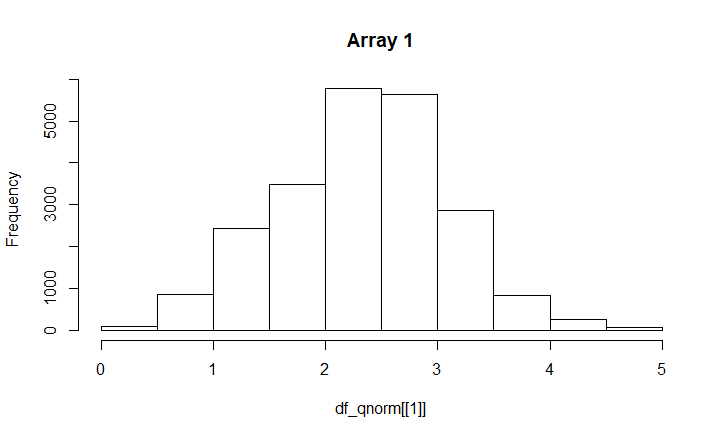 Array 1
Frequency
5000
3000
1000
0
0 1 2 3 4 5
df_qnorm[[1]]